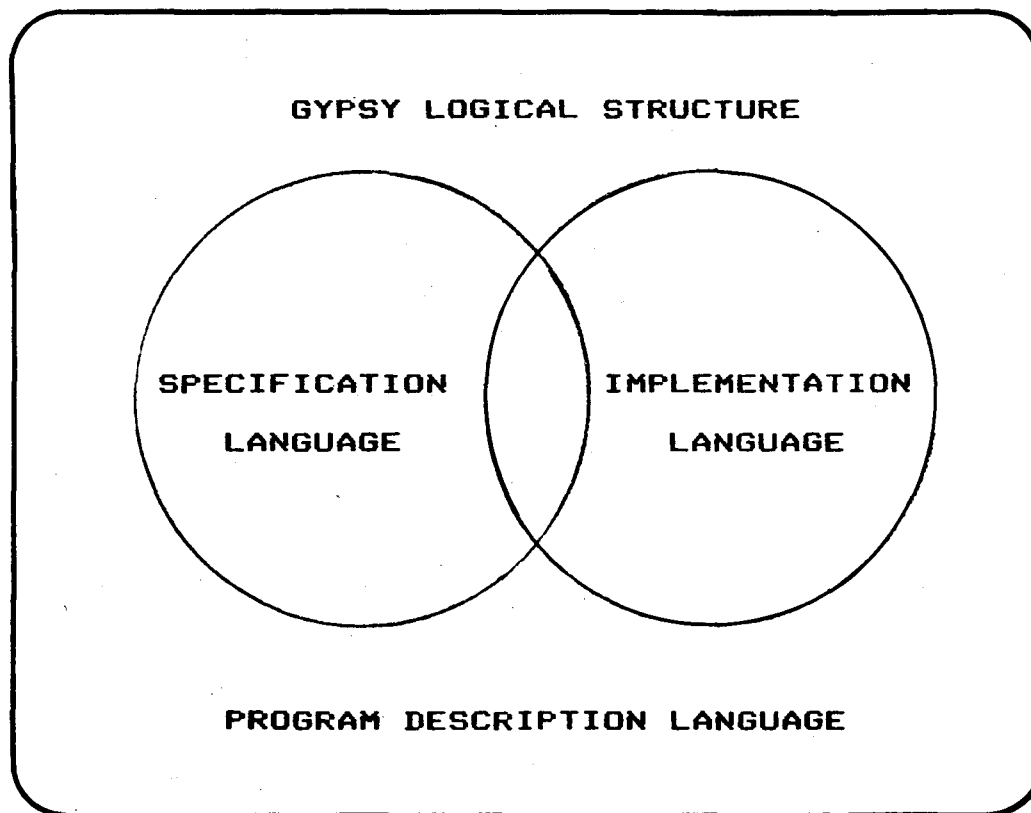 GYPSY LOGICAL STRUCTURE
SPECIFICATION
LANGUAGE
IMPLEMENTATION
LANGUAGE
PROGRAM DESCRIPTION LANGUAGE